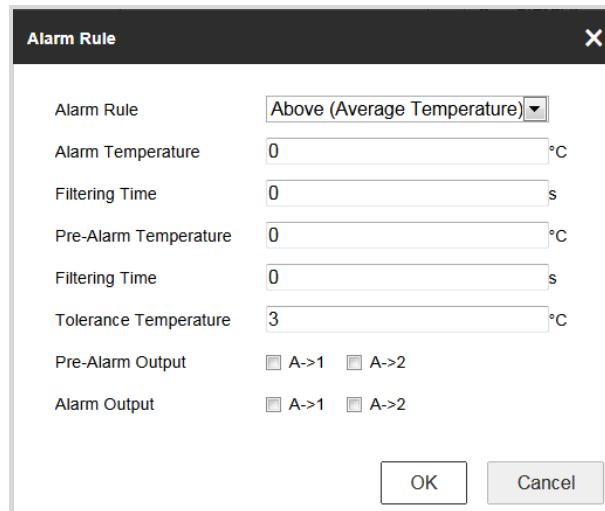 Alarm Rule
Alarm Rule Above (Average Temperature)
Alarm Temperature 0 °C
Filtering Time 0 s
Pre-Alarm Temperature 0 °C
Filtering Time 0 s
Tolerance Temperature 3 °C
Pre-Alarm Output A->1 A->2
Alarm Output A->1 A->2
OK Cancel